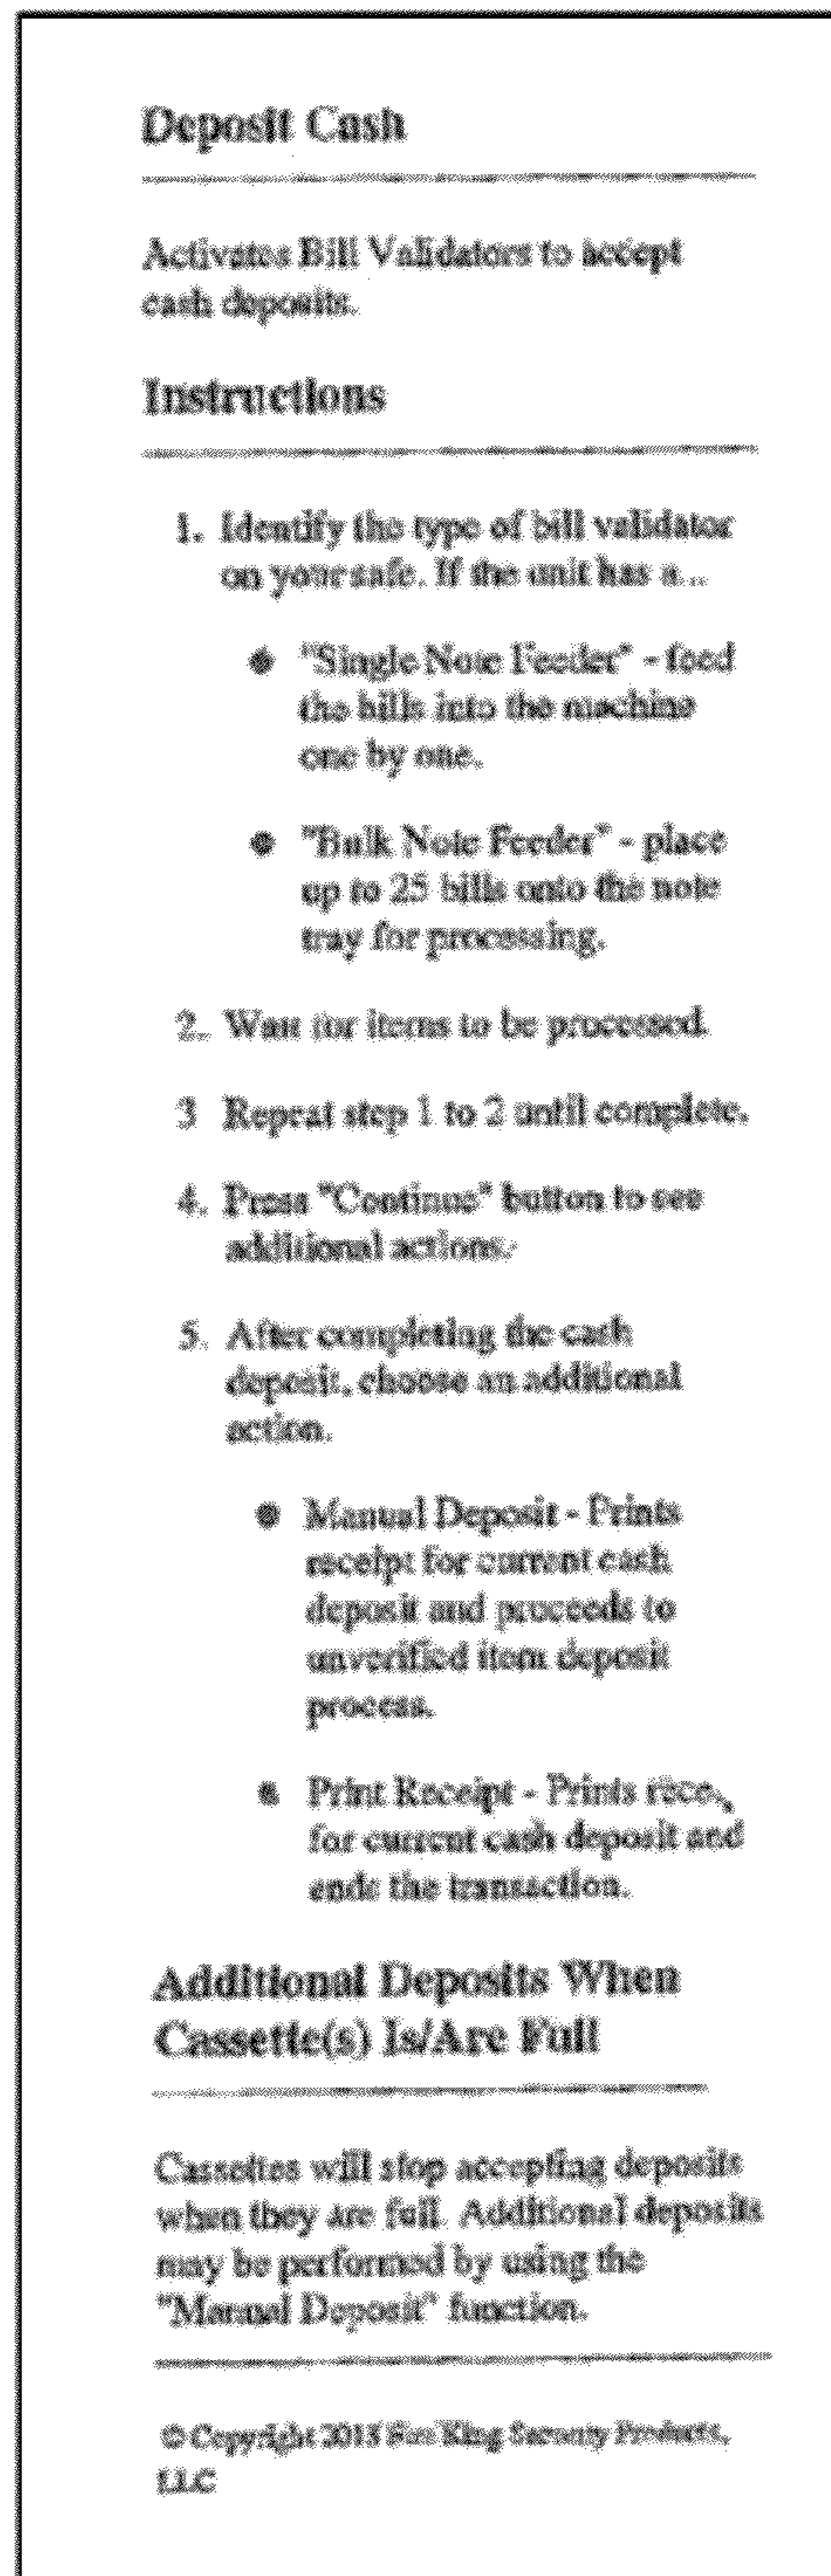 Deposit Cash
Activates Bill Validators to accept
cash deposits.
Instructions
1. Identify the type of bill validator
on your safe. If the unit has a...
"Single Note Feeder" - feed
the bills into the machine
one by one.
"Bulk Note Feeder" - place
up to 25 bills onto the note
tray for processing.
2. Wait for items to be processed.
3 Repeat step 1 to 2 until complete.
4. Press "Continue" button to see
additional actions.
5. After completing the cash
deposit, choose an additional
action.
Manual Deposit - Prints
receipt for current cash
deposit and proceeds to
unverified item deposit
process.
Print Receipt - Prints
for current cash deposit and
ends the transaction.
Additional Deposits When
Cassette(s) Is/Are Full
Cassettes will stop accepting deposits
when they are full. Additional deposits
may be performed by using the
"Manual Deposit" function.
© Copyright King Security Products,
LLC